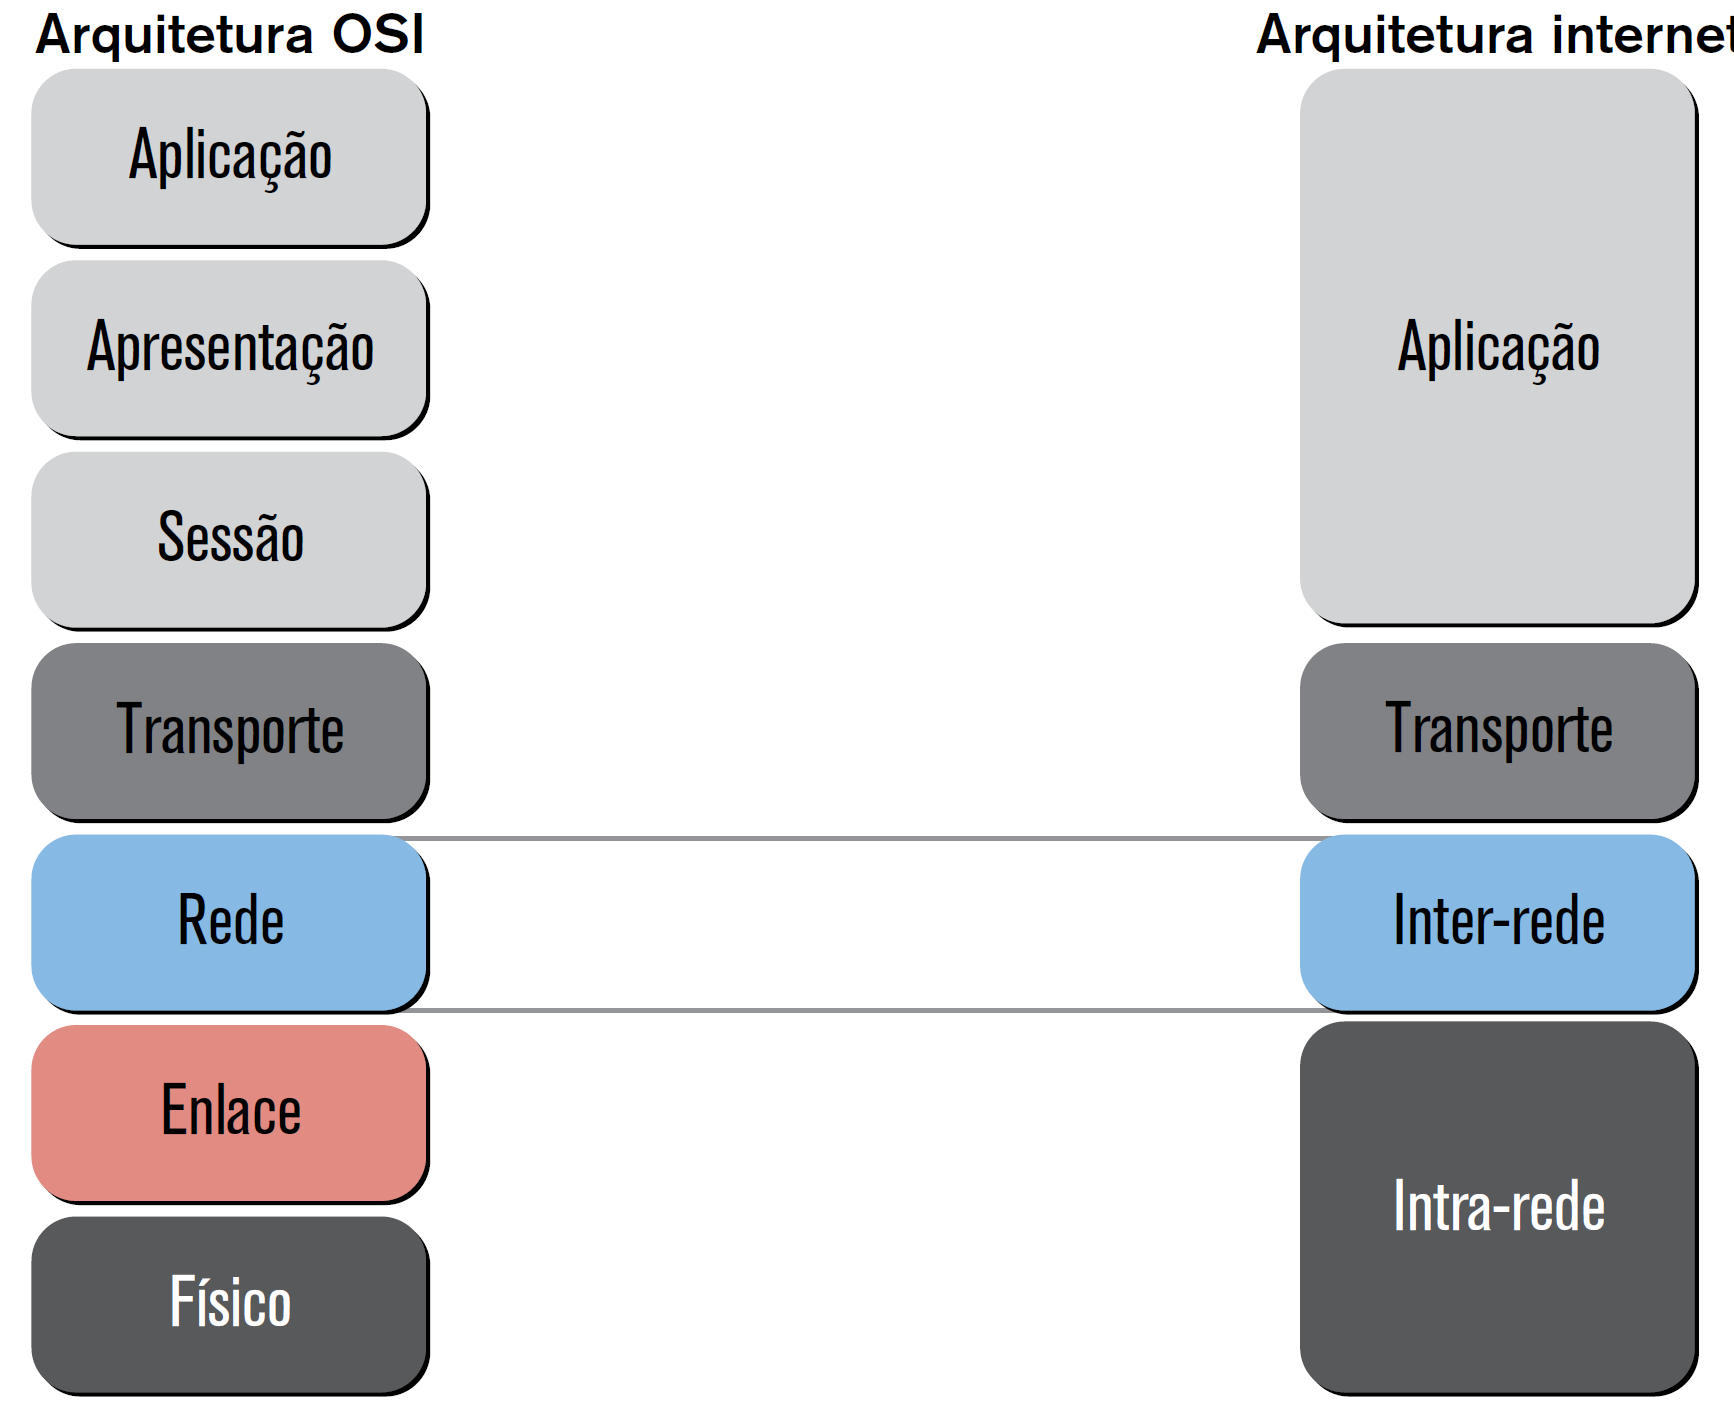 Arquitetura OSI
Aplicação
Apresentação
Sessão
Transporte
Rede
Enlace
Físico
Arquitetura internet
Aplicação
Transporte
Inter-rede
Intra-rede